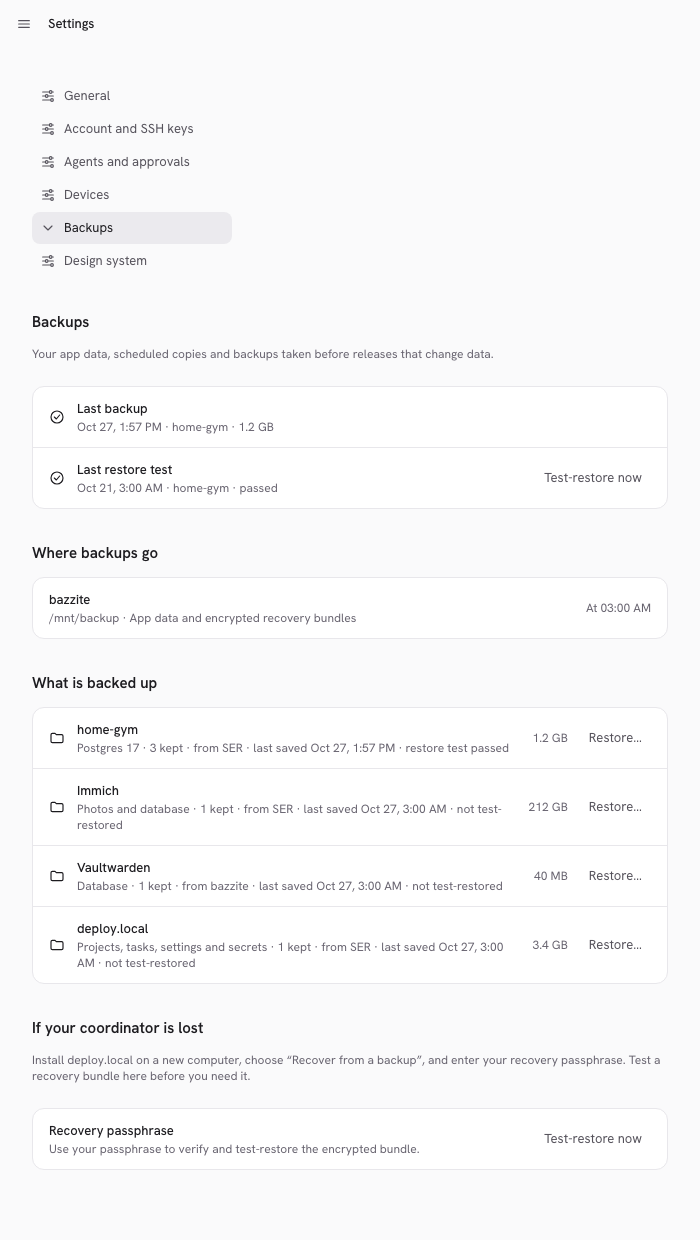 Settings
General
Account and SSH keys
Agents and approvals
Devices
Backups
Design system
Backups
Your app data, scheduled copies and backups taken before releases that change data.
Last backup
Oct 27, 1:57 PM · home-gym · 1.2 GB
Last restore test
Oct 21, 3:00 AM · home-gym · passed
Test-restore now
Where backups go
bazzite
/mnt/backup · App data and encrypted recovery bundles
At 03:00 AM
What is backed up
home-gym
Postgres 17 · 3 kept · from SER · last saved Oct 27, 1:57 PM · restore test passed
1.2 GB
Restore...
Immich
Photos and database · 1 kept · from SER · last saved Oct 27, 3:00 AM · not test-
restored
212 GB
Restore...
Vaultwarden
Database · 1 kept · from bazzite · last saved Oct 27, 3:00 AM · not test-restored
40 MB
Restore...
deploy.local
Projects, tasks, settings and secrets · 1 kept · from SER · last saved Oct 27, 3:00
AM · not test-restored
3.4 GB
Restore...
If your coordinator is lost
Install deploy.local on a new computer, choose “Recover from a backup”, and enter your recovery passphrase. Test a
recovery bundle here before you need it.
Recovery passphrase
Use your passphrase to verify and test-restore the encrypted bundle.
Test-restore now